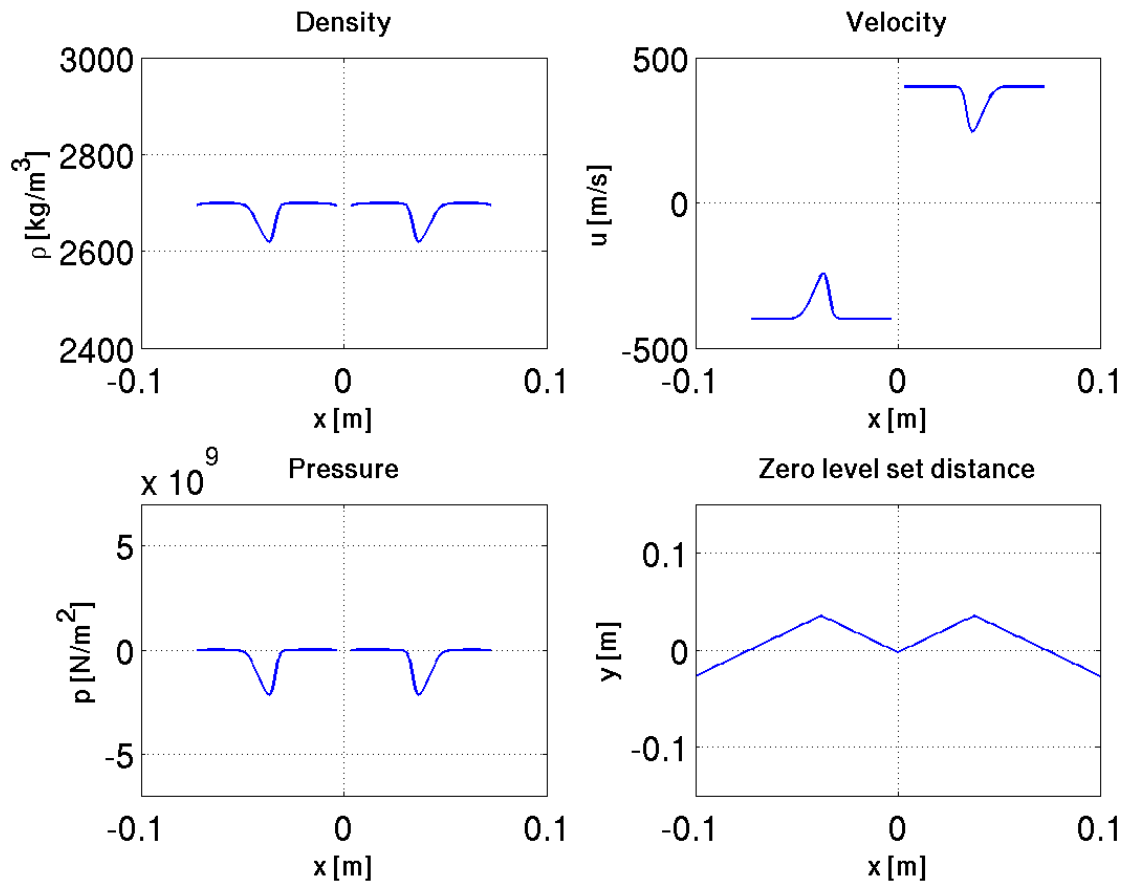 Density
3000
2800
2600
2400
ρ [kg/m³]
-0.1
0
0.1
x [m]
Velocity
500
0
-500
u [m/s]
-0.1
0
0.1
x [m]
Pressure
x 10⁹
5
0
-5
p [N/m²]
-0.1
0
0.1
x [m]
Zero level set distance
0.1
0
-0.1
y [m]
-0.1
0
0.1
x [m]